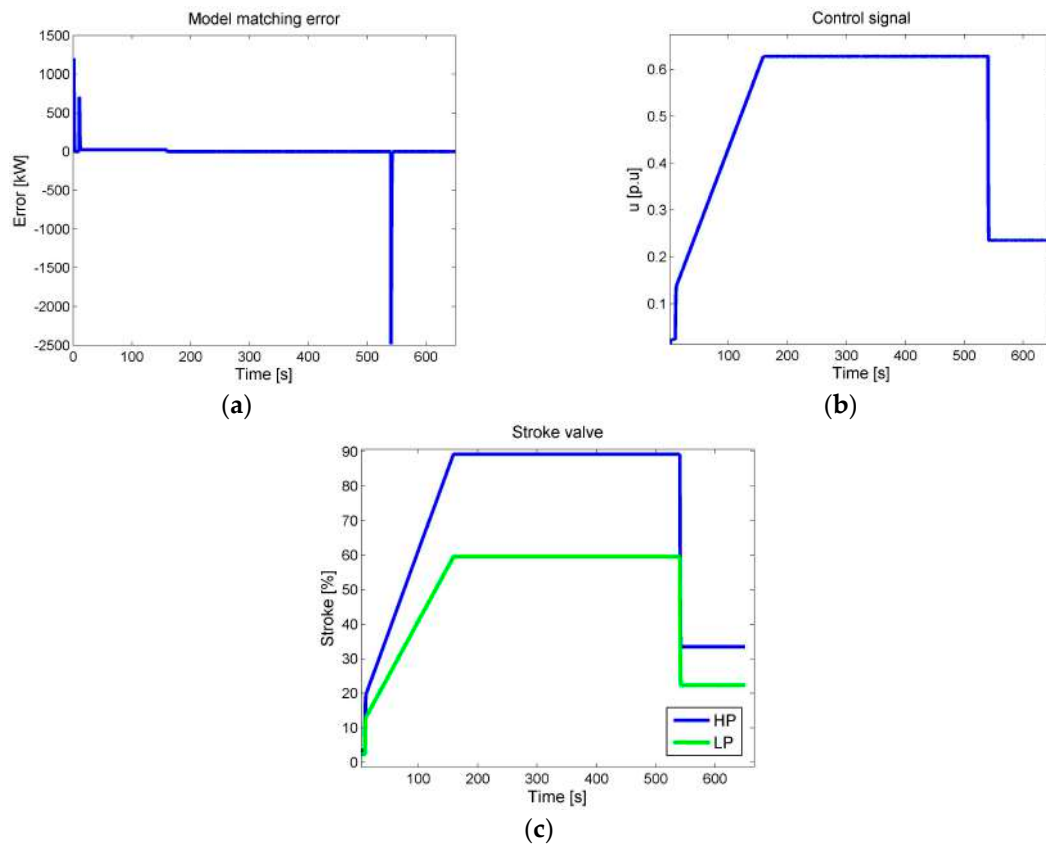 Model matching error
1500
1000
500
0
-500
-1000
-1500
-2000
-2500
Error [kW]
0 100 200 300 400 500 600
Time [s]
(a)
Control signal
0.6
0.5
0.4
0.3
0.2
0.1
u [p.u]
100 200 300 400 500 600
Time [s]
(b)
Stroke valve
90
80
70
60
50
40
30
20
10
0
Stroke [%]
HP
LP
100 200 300 400 500 600
Time [s]
(c)